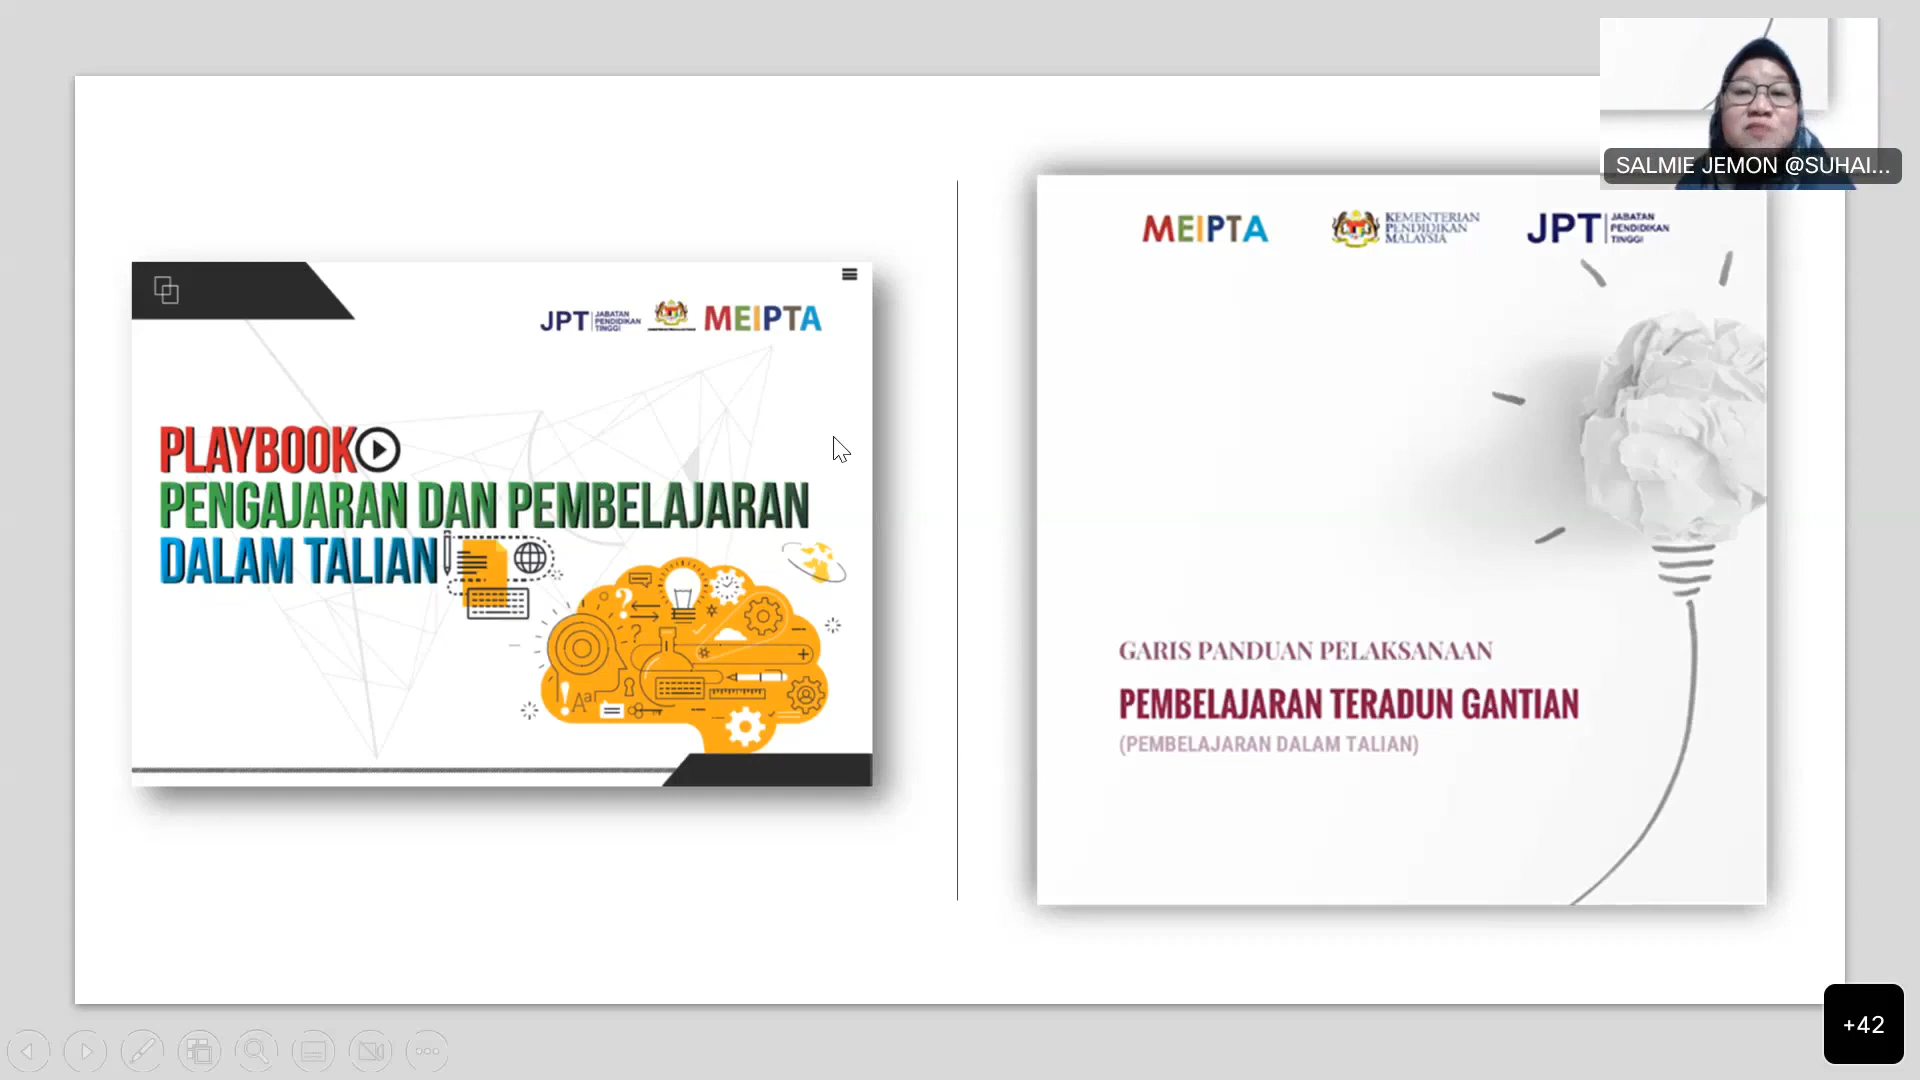 SALMIE JEMON @SUHAI...
JPT JABATAN PENDIDIKAN TINGGI
MEIPTA
PLAYBOOK
PENGAJARAN DAN PEMBELAJARAN
DALAM TALIAN
MEIPTA
KEMENTERIAN
PENDIDIKAN
MALAYSIA
JPT JABATAN
PENDIDIKAN
TINGGI
GARIS PANDUAN PELAKSANAAN
PEMBELAJARAN TERADUN GANTIAN
(PEMBELAJARAN DALAM TALIAN)
+42